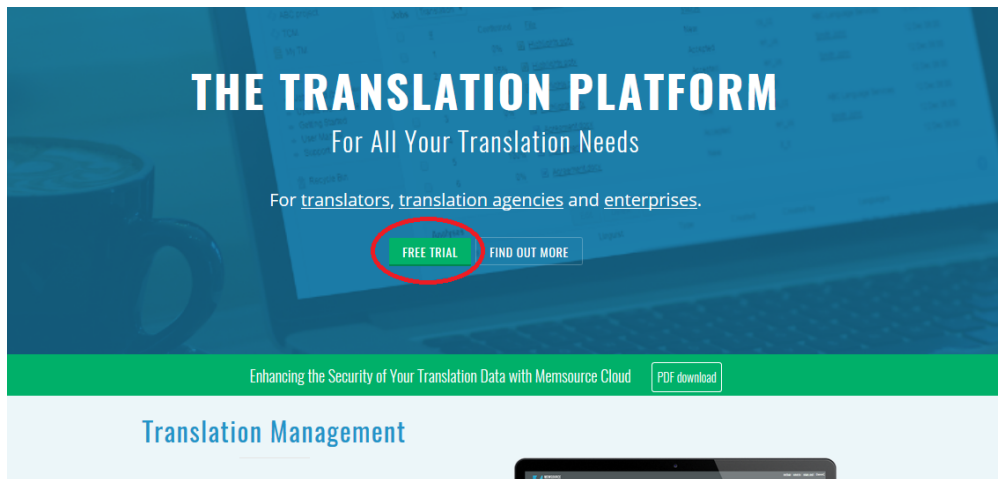 THE TRANSLATION PLATFORM
For All Your Translation Needs
For translators, translation agencies and enterprises.
FREE TRIAL
FIND OUT MORE
Enhancing the Security of Your Translation Data with Memsource Cloud
PDF download
Translation Management